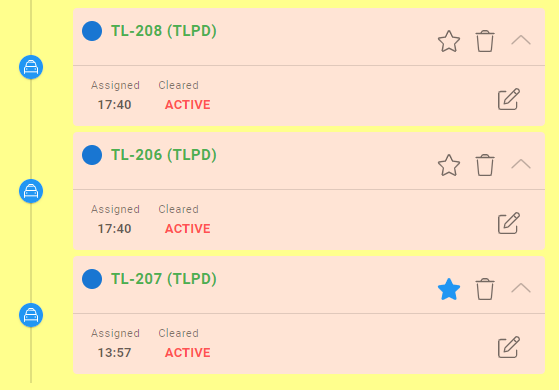 TL-208 (TLPD)
Assigned Cleared
17:40 ACTIVE
TL-206 (TLPD)
Assigned Cleared
17:40 ACTIVE
TL-207 (TLPD)
Assigned Cleared
13:57 ACTIVE